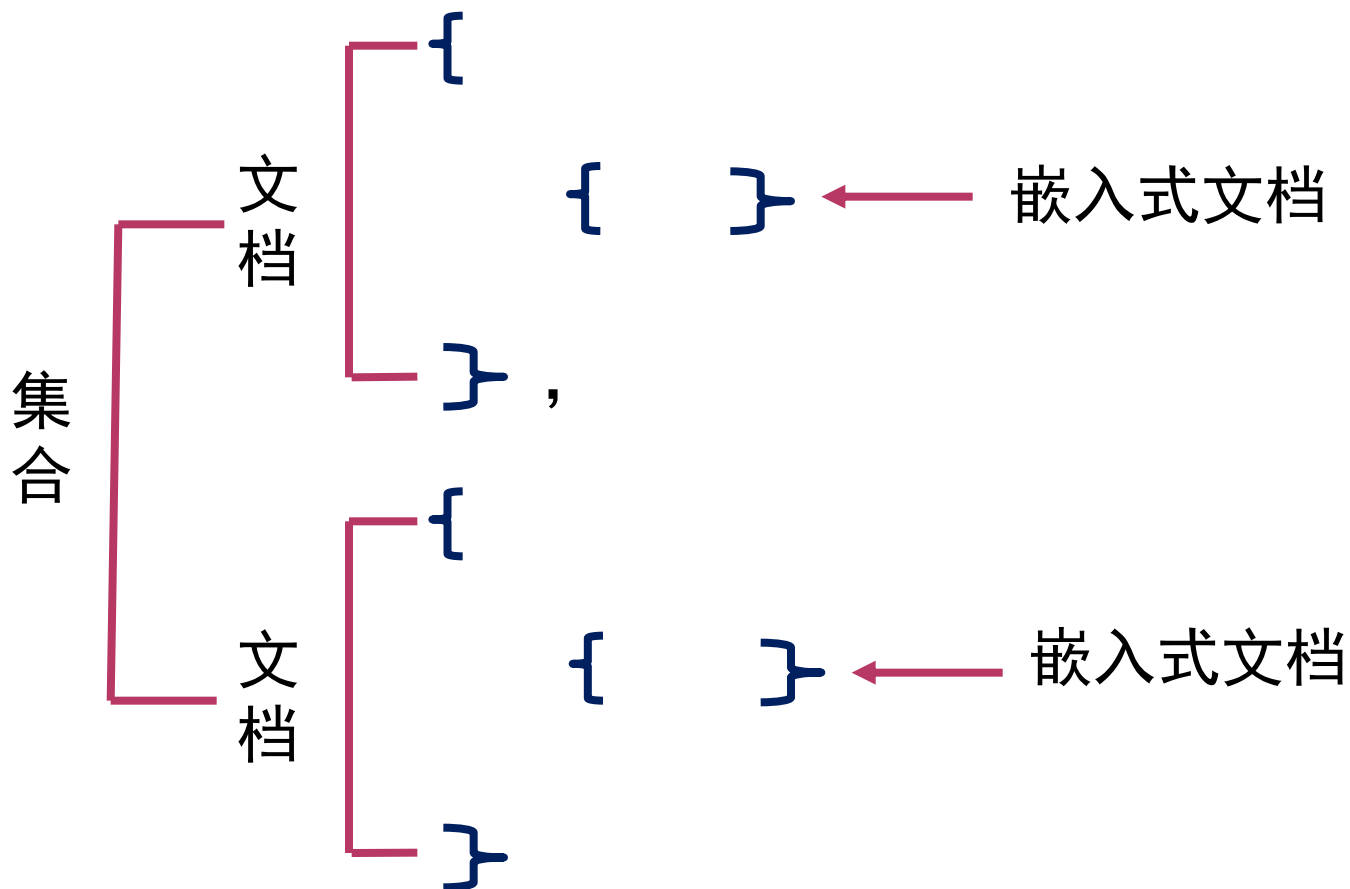 {
文档
{ } 嵌入式文档
} ，
集合
{
文档
{ } 嵌入式文档
}